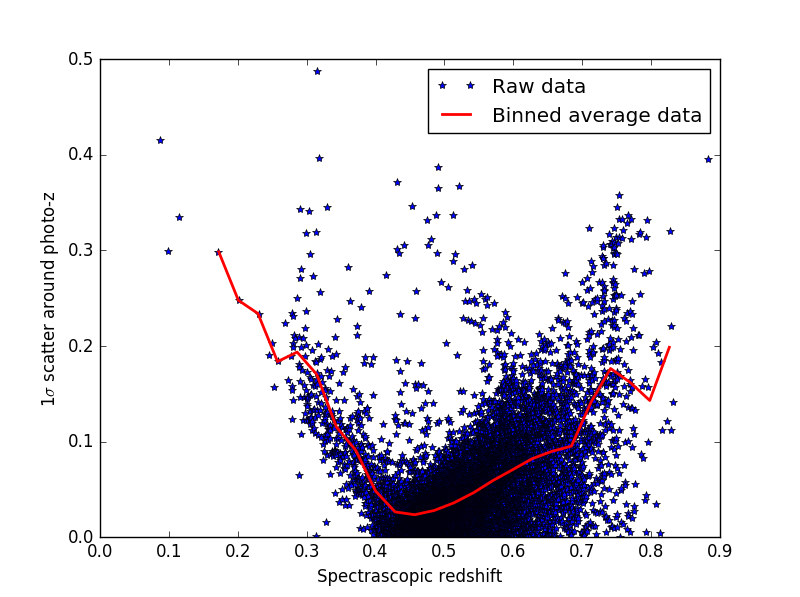 0.5
0.4
0.3
0.2
0.1
0.0
1σ scatter around photo-z
Raw data
Binned average data
0.0 0.1 0.2 0.3 0.4 0.5 0.6 0.7 0.8 0.9
Spectrascopic redshift